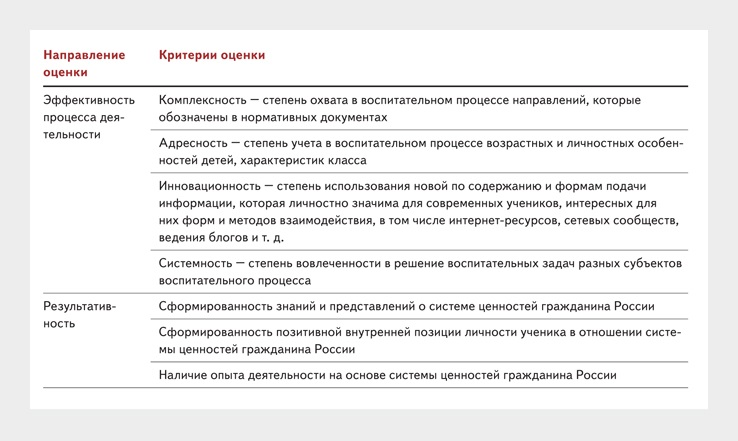 Направление
оценки
Критерии оценки
Эффективность
процесса дея-
тельности
Комплексность — степень охвата в воспитательном процессе направлений, которые
обозначены в нормативных документах
Адресность — степень учета в воспитательном процессе возрастных и личностных особен-
ностей детей, характеристик класса
Инновационность — степень использования новой по содержанию и формам подачи
информации, которая личностно значима для современных учеников, интересных для
них форм и методов взаимодействия, в том числе интернет-ресурсов, сетевых сообществ,
ведения блогов и т. д.
Системность — степень вовлеченности в решение воспитательных задач разных субъектов
воспитательного процесса
Результатив-
ность
Сформированность знаний и представлений о системе ценностей гражданина России
Сформированность позитивной внутренней позиции личности ученика в отношении систе-
мы ценностей гражданина России
Наличие опыта деятельности на основе системы ценностей гражданина России